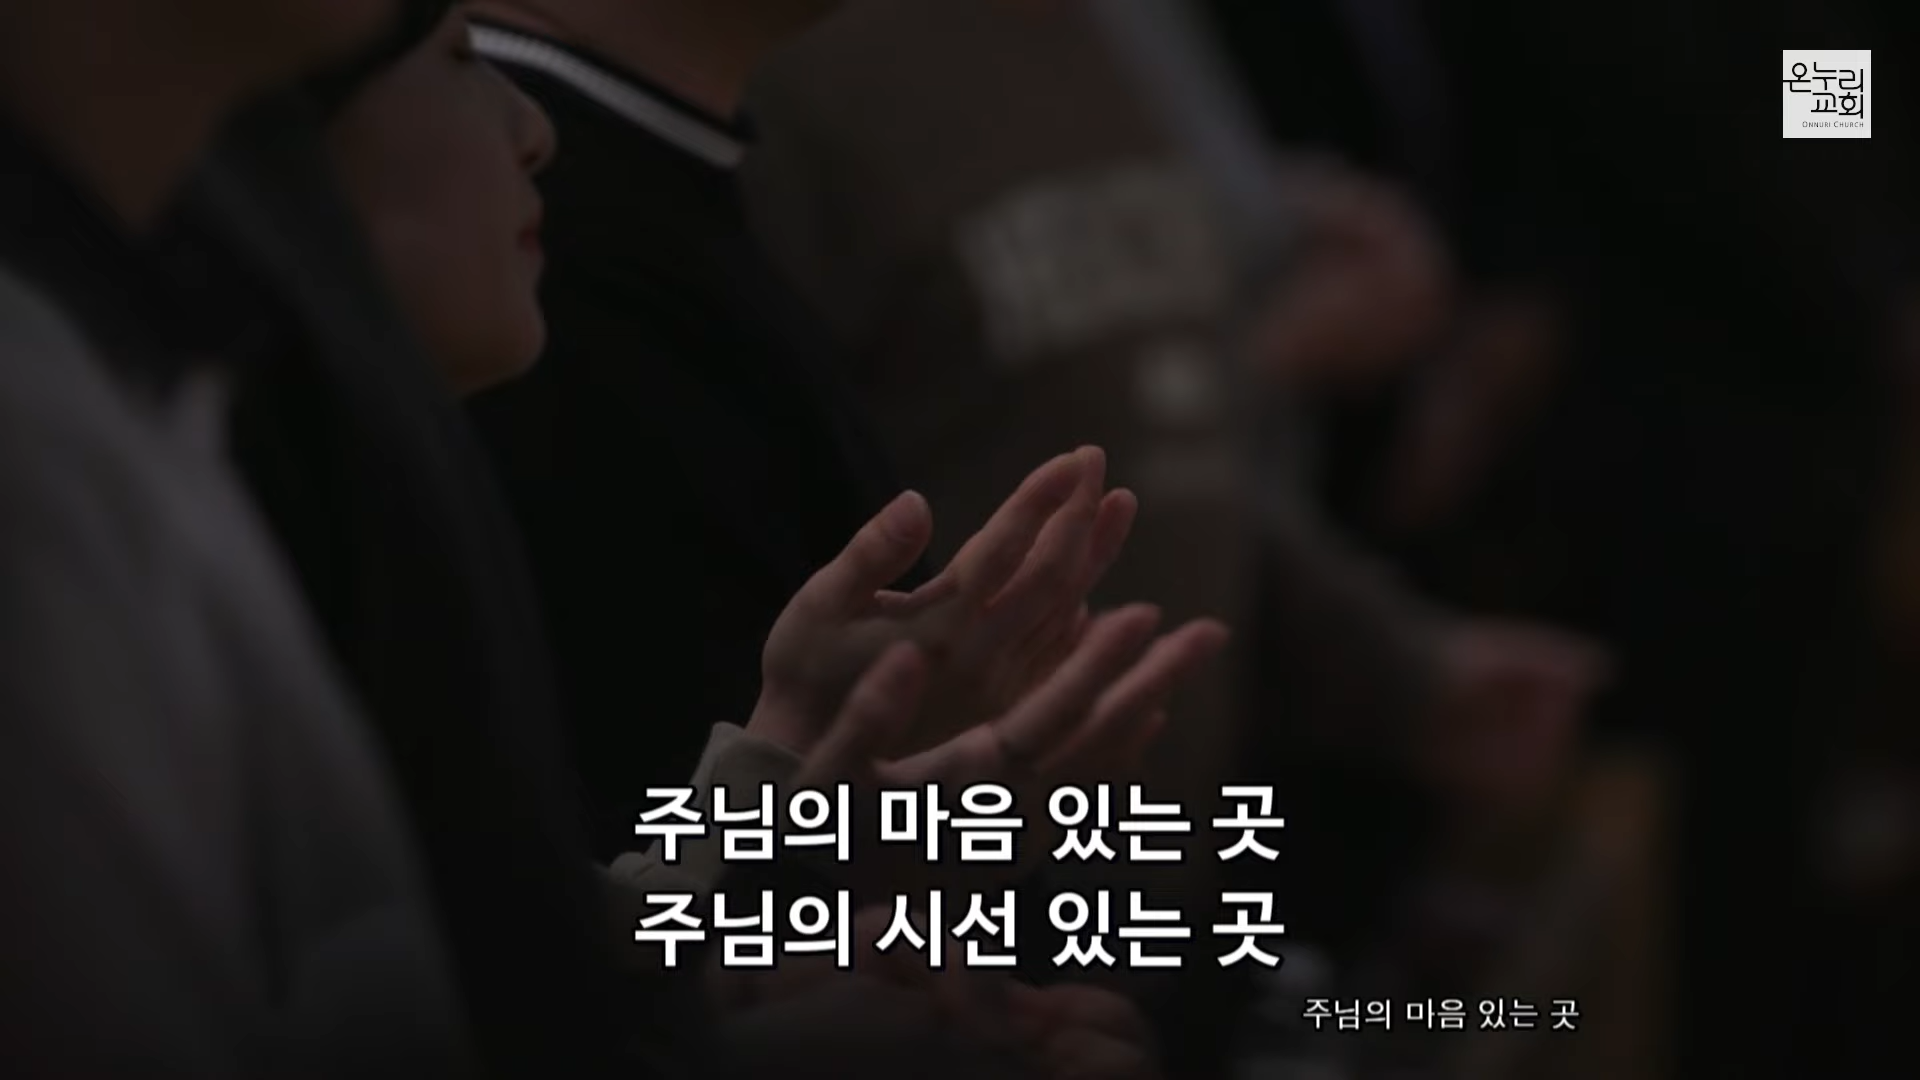 온누리
교회
ONNURI CHURCH
주님의 마음 있는 곳
주님의 시선 있는 곳
주님의 마음 있는 곳